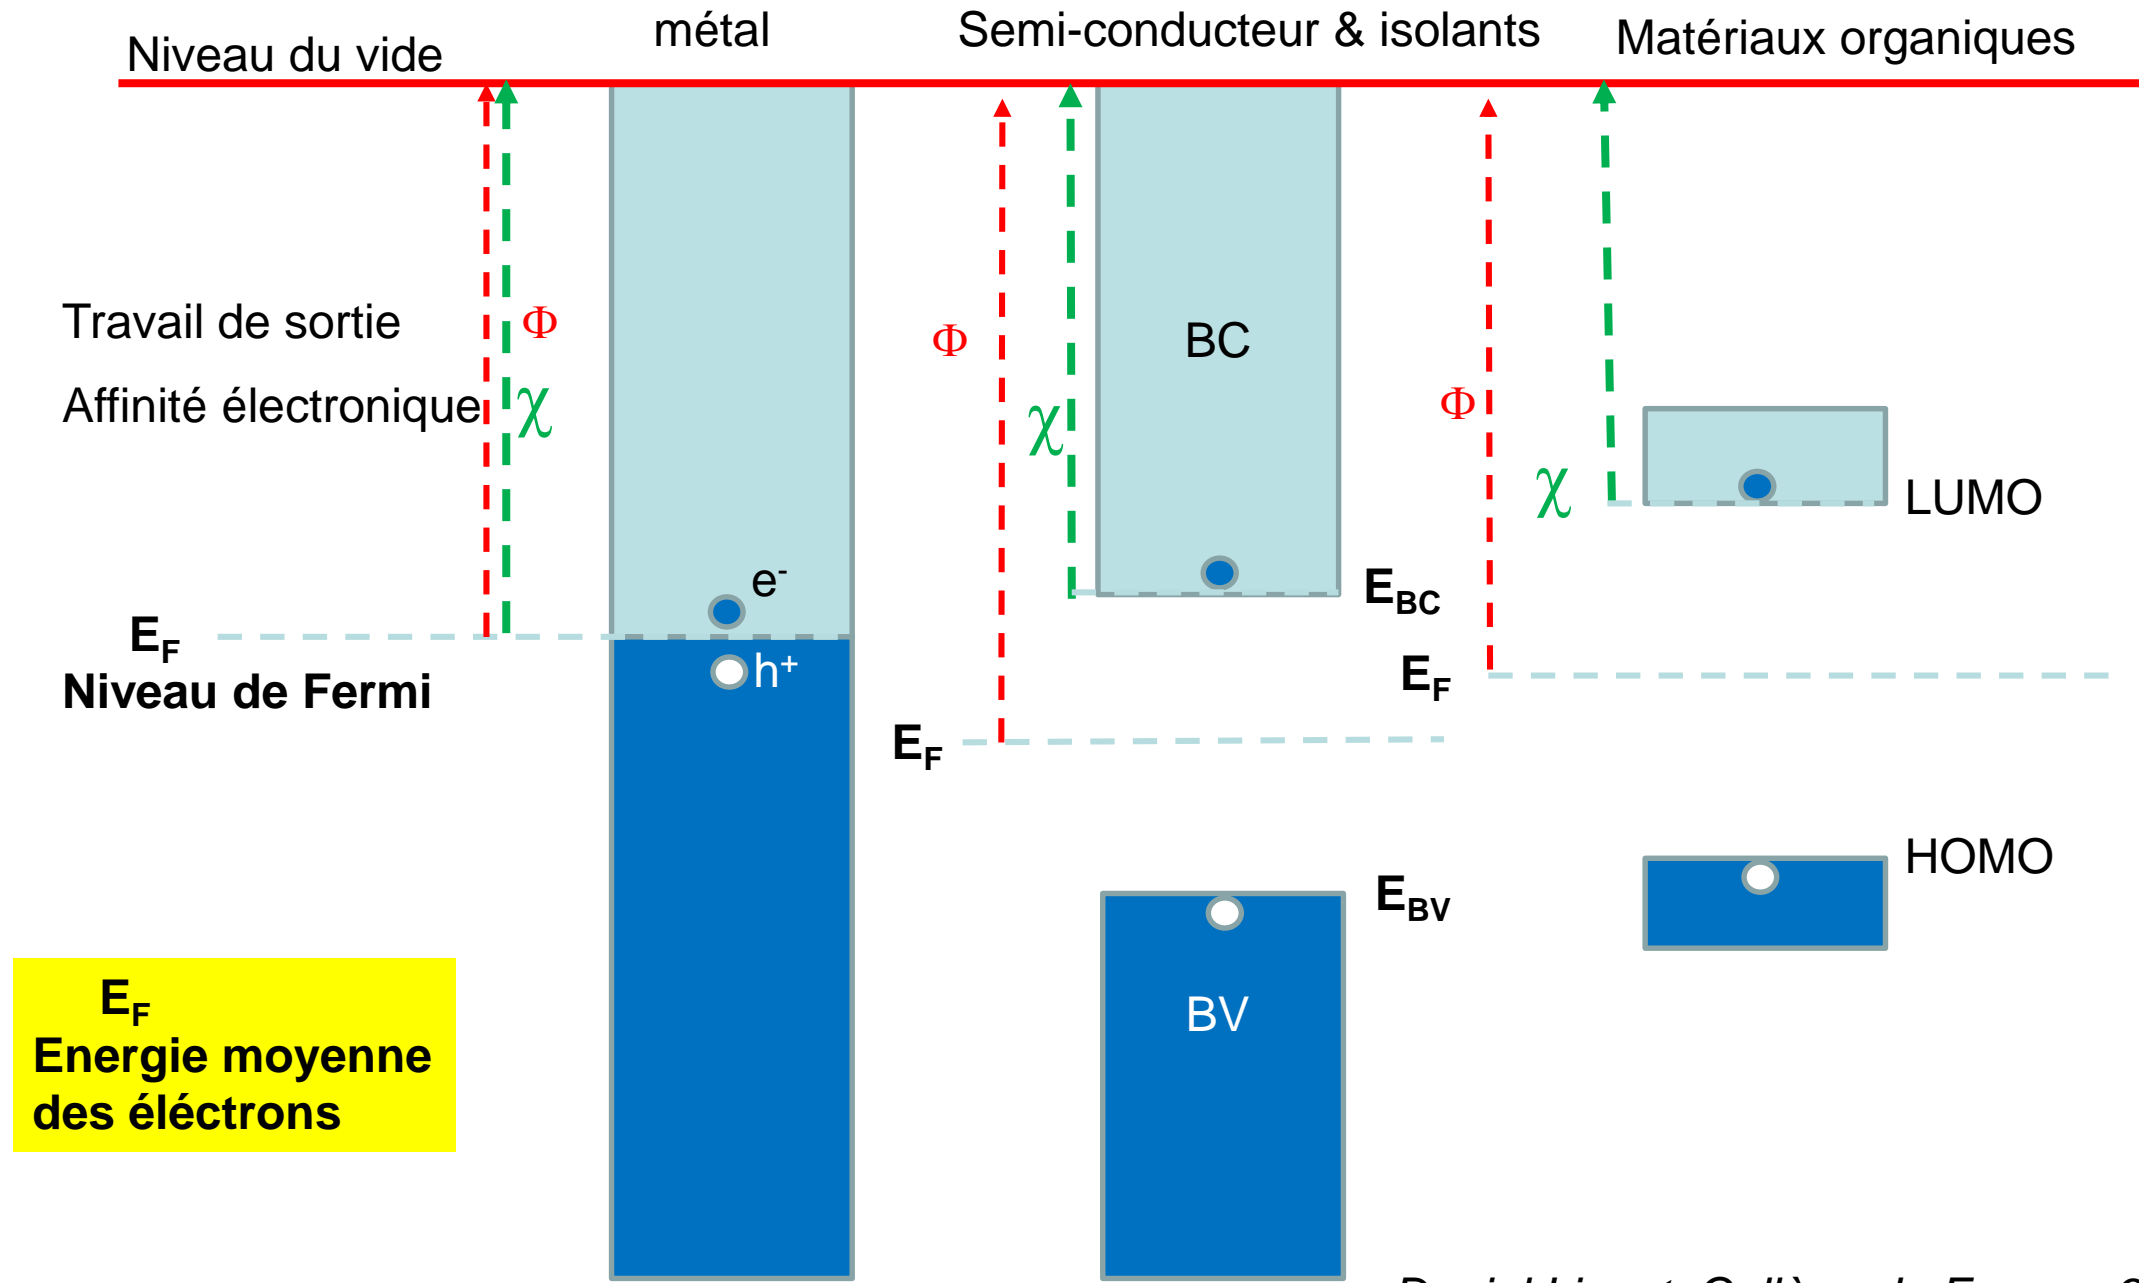 Niveau du vide
métal
Semi-conducteur & isolants
Matériaux organiques
Travail de sortie
Φ
Affinité électronique
χ
Φ
χ
BC
Φ
χ
LUMO
e-
h+
EF
Niveau de Fermi
EBC
EF
EF
EBV
HOMO
BV
EF
Energie moyenne
des éléctrons